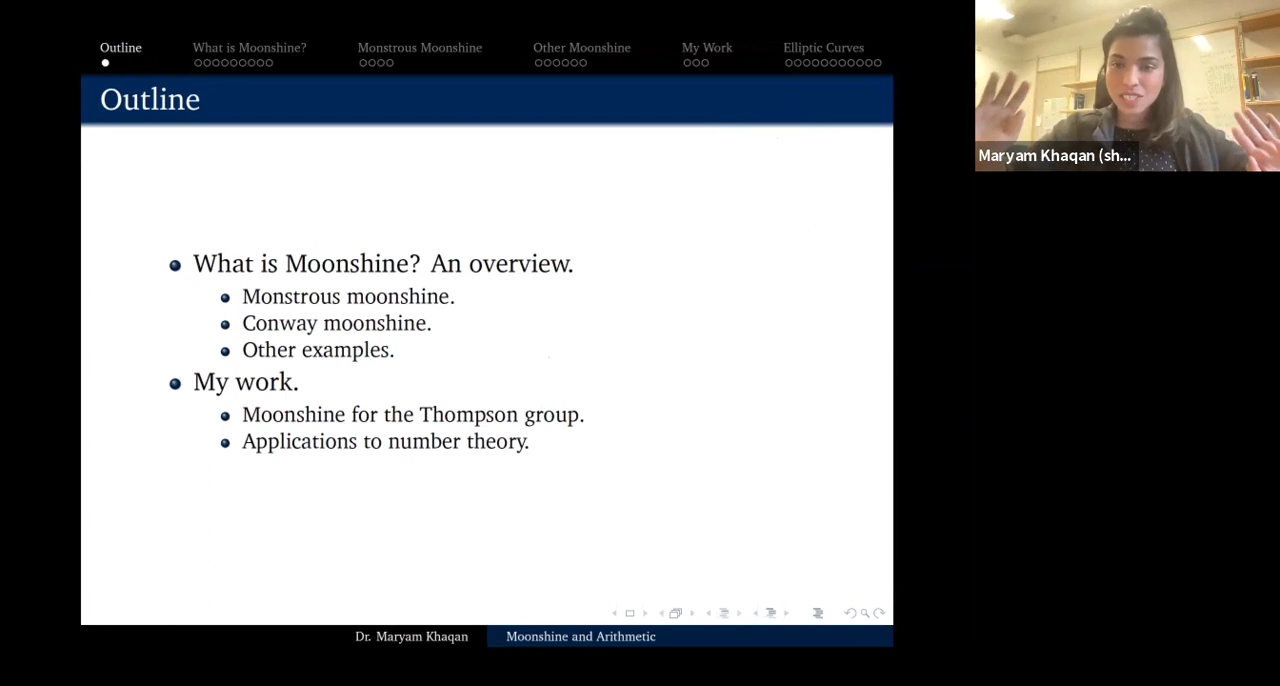 Outline
What is Moonshine?
Monstrous Moonshine
Other Moonshine
My Work
Elliptic Curves
Outline
What is Moonshine? An overview.
Monstrous moonshine.
Conway moonshine.
Other examples.
My work.
Moonshine for the Thompson group.
Applications to number theory.
Dr. Maryam Khaqan
Moonshine and Arithmetic
Maryam Khaqan (sh...